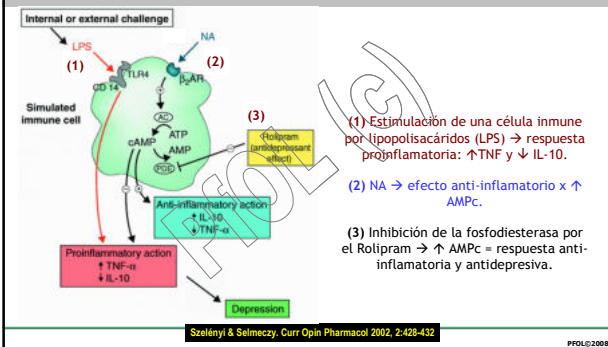 Internal or external challenge
LPS
NA
(1)
(2)
TLR4
CD 14
β2AR
Simulated
immune cell
(3)
AC
ATP
cAMP
AMP
PDE
Rolipram
(antidepressant
effect)
Anti-inflammatory action
↑ IL-10
↓ TNF-α
Proinflammatory action
↑ TNF-α
↓ IL-10
Depression
(1) Estimulación de una célula inmune
por lipopolisacáridos (LPS) → respuesta
proinflamatoria: ↑TNF y ↓ IL-10.
(2) NA → efecto anti-inflamatorio x ↑
AMPc.
(3) Inhibición de la fosfodiesterasa por
el Rolipram → ↑ AMPc = respuesta anti-
inflamatoria y antidepresiva.
PfoL (c)
Szelényi & Selmeczy. Curr Opin Pharmacol 2002, 2:428-432
PFOL©2008